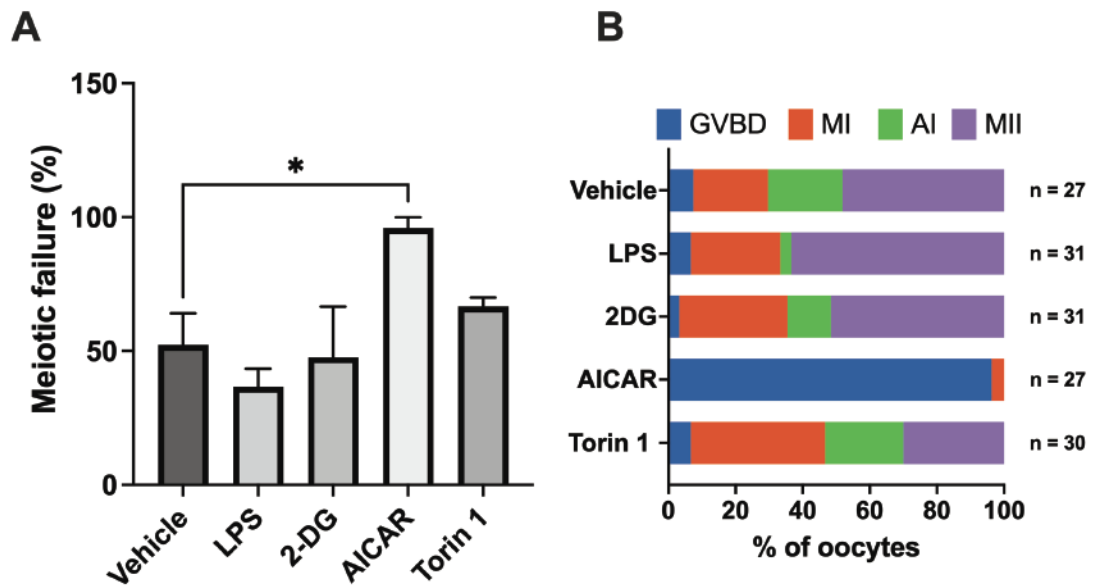 A
Meiotic failure (%)
150
100
50
0
*
Vehicle
LPS
2-DG
AICAR
Torin 1
B
GVBD MI AI MII
Vehicle n = 27
LPS n = 31
2DG n = 31
AICAR n = 27
Torin 1 n = 30
0 20 40 60 80 100
% of oocytes